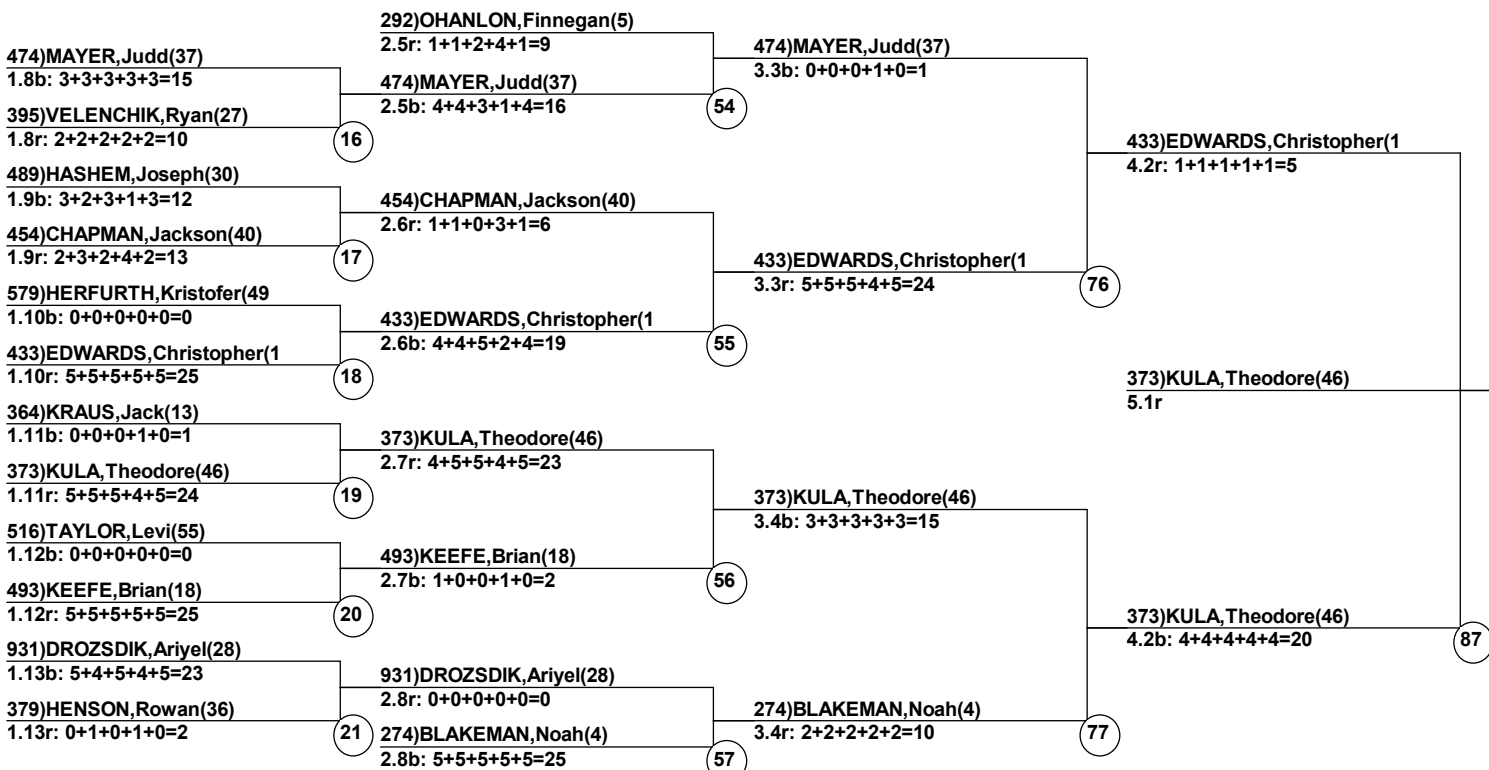 474)MAYER,Judd(37)
1.8b: 3+3+3+3+3=15
395)VELENCHIK,Ryan(27)
1.8r: 2+2+2+2+2=10
16
489)HASHEM,Joseph(30)
1.9b: 3+2+3+1+3=12
454)CHAPMAN,Jackson(40)
1.9r: 2+3+2+4+2=13
17
579)HERFURTH,Kristofer(49
1.10b: 0+0+0+0+0=0
433)EDWARDS,Christopher(1
1.10r: 5+5+5+5+5=25
18
364)KRAUS,Jack(13)
1.11b: 0+0+0+1+0=1
373)KULA,Theodore(46)
1.11r: 5+5+5+4+5=24
19
516)TAYLOR,Levi(55)
1.12b: 0+0+0+0+0=0
493)KEEFE,Brian(18)
1.12r: 5+5+5+5+5=25
20
931)DROZSDIK,Ariyel(28)
1.13b: 5+4+5+4+5=23
379)HENSON,Rowan(36)
1.13r: 0+1+0+1+0=2
21
292)OHANLON,Finnegan(5)
2.5r: 1+1+2+4+1=9
474)MAYER,Judd(37)
2.5b: 4+4+3+1+4=16
54
454)CHAPMAN,Jackson(40)
2.6r: 1+1+0+3+1=6
433)EDWARDS,Christopher(1
2.6b: 4+4+5+2+4=19
55
373)KULA,Theodore(46)
2.7r: 4+5+5+4+5=23
493)KEEFE,Brian(18)
2.7b: 1+0+0+1+0=2
56
931)DROZSDIK,Ariyel(28)
2.8r: 0+0+0+0+0=0
274)BLAKEMAN,Noah(4)
2.8b: 5+5+5+5+5=25
57
474)MAYER,Judd(37)
3.3b: 0+0+0+1+0=1
433)EDWARDS,Christopher(1
3.3r: 5+5+5+4+5=24
76
373)KULA,Theodore(46)
3.4b: 3+3+3+3+3=15
274)BLAKEMAN,Noah(4)
3.4r: 2+2+2+2+2=10
77
433)EDWARDS,Christopher(1
4.2r: 1+1+1+1+1=5
373)KULA,Theodore(46)
4.2b: 4+4+4+4+4=20
87
373)KULA,Theodore(46)
5.1r